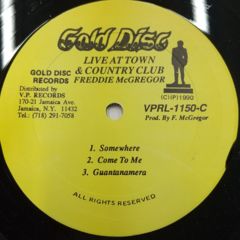 GOLD DISC
LIVE AT TOWN
& COUNTRY CLUB
FREDDIE McGREGOR
GOLD DISC
RECORDS
Distributed by
V.P. RECORDS
170-21 Jamaica Ave.
Jamaica, N.Y. 11432
Tel: (718) 291-7058
(C)(P)1990
VPRL-1150-C
Prod. By F. McGregor
1. Somewhere
2. Come To Me
3. Guantanamera
ALL RIGHTS RESERVED